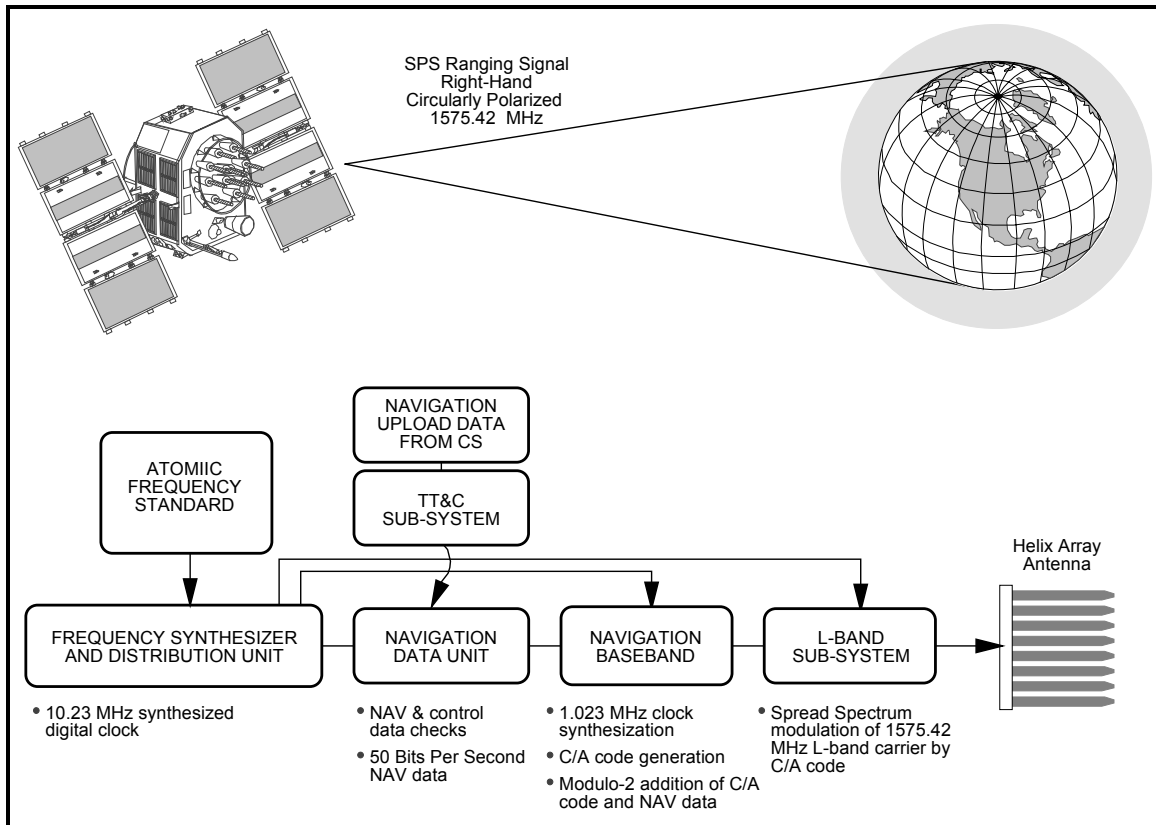 SPS Ranging Signal
Right-Hand
Circularly Polarized
1575.42 MHz
NAVIGATION
UPLOAD DATA
FROM CS
ATOMIIC
FREQUENCY
STANDARD
TT&C
SUB-SYSTEM
Helix Array
Antenna
FREQUENCY SYNTHESIZER
AND DISTRIBUTION UNIT
NAVIGATION
DATA UNIT
NAVIGATION
BASEBAND
L-BAND
SUB-SYSTEM
• 10.23 MHz synthesized
digital clock
• NAV & control
data checks
• 50 Bits Per Second
NAV data
• 1.023 MHz clock
synthesization
• C/A code generation
• Modulo-2 addition of C/A
code and NAV data
• Spread Spectrum
modulation of 1575.42
MHz L-band carrier by
C/A code